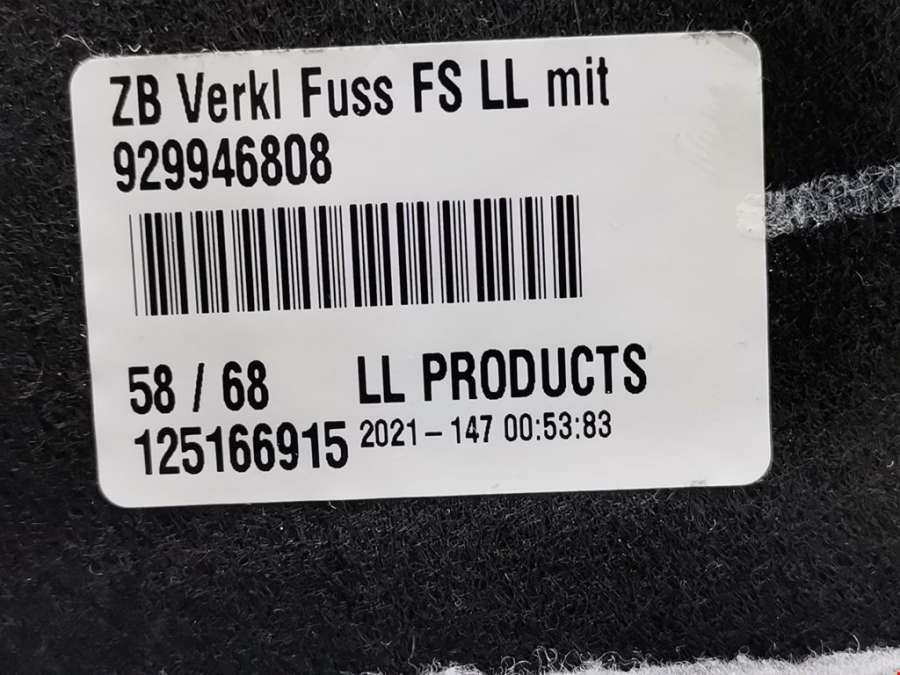 ZB Verkl Fuss FS LL mit
929946808
58 / 68 LL PRODUCTS
125166915 2021-147 00:53:83